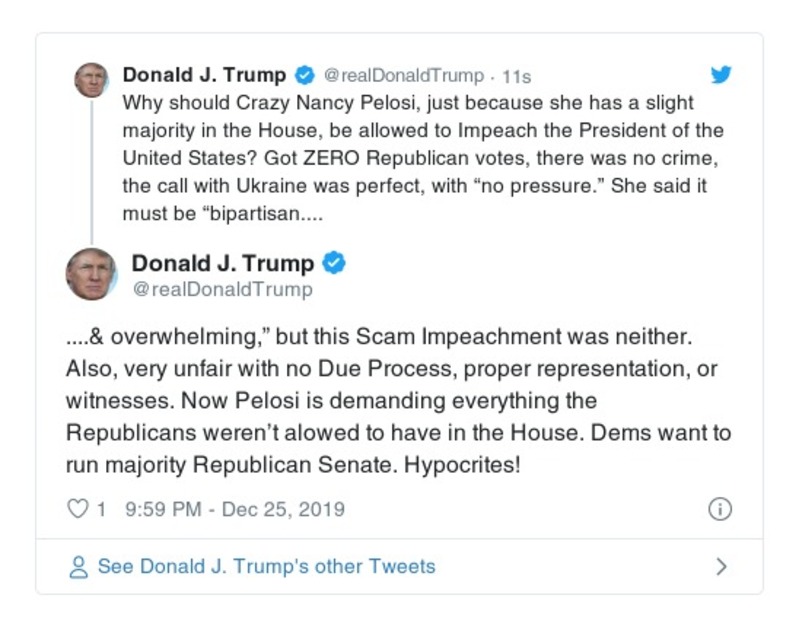 Donald J. Trump @realDonaldTrump · 11s
Why should Crazy Nancy Pelosi, just because she has a slight
majority in the House, be allowed to Impeach the President of the
United States? Got ZERO Republican votes, there was no crime,
the call with Ukraine was perfect, with “no pressure.” She said it
must be “bipartisan....
Donald J. Trump
@realDonaldTrump
....& overwhelming,” but this Scam Impeachment was neither.
Also, very unfair with no Due Process, proper representation, or
witnesses. Now Pelosi is demanding everything the
Republicans weren’t alowed to have in the House. Dems want to
run majority Republican Senate. Hypocrites!
1 9:59 PM - Dec 25, 2019
See Donald J. Trump's other Tweets